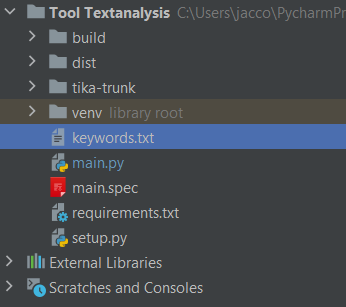 Tool Textanalysis C:\Users\jacco\PycharmPr
build
dist
tika-trunk
venv library root
keywords.txt
main.py
main.spec
requirements.txt
setup.py
External Libraries
Scratches and Consoles